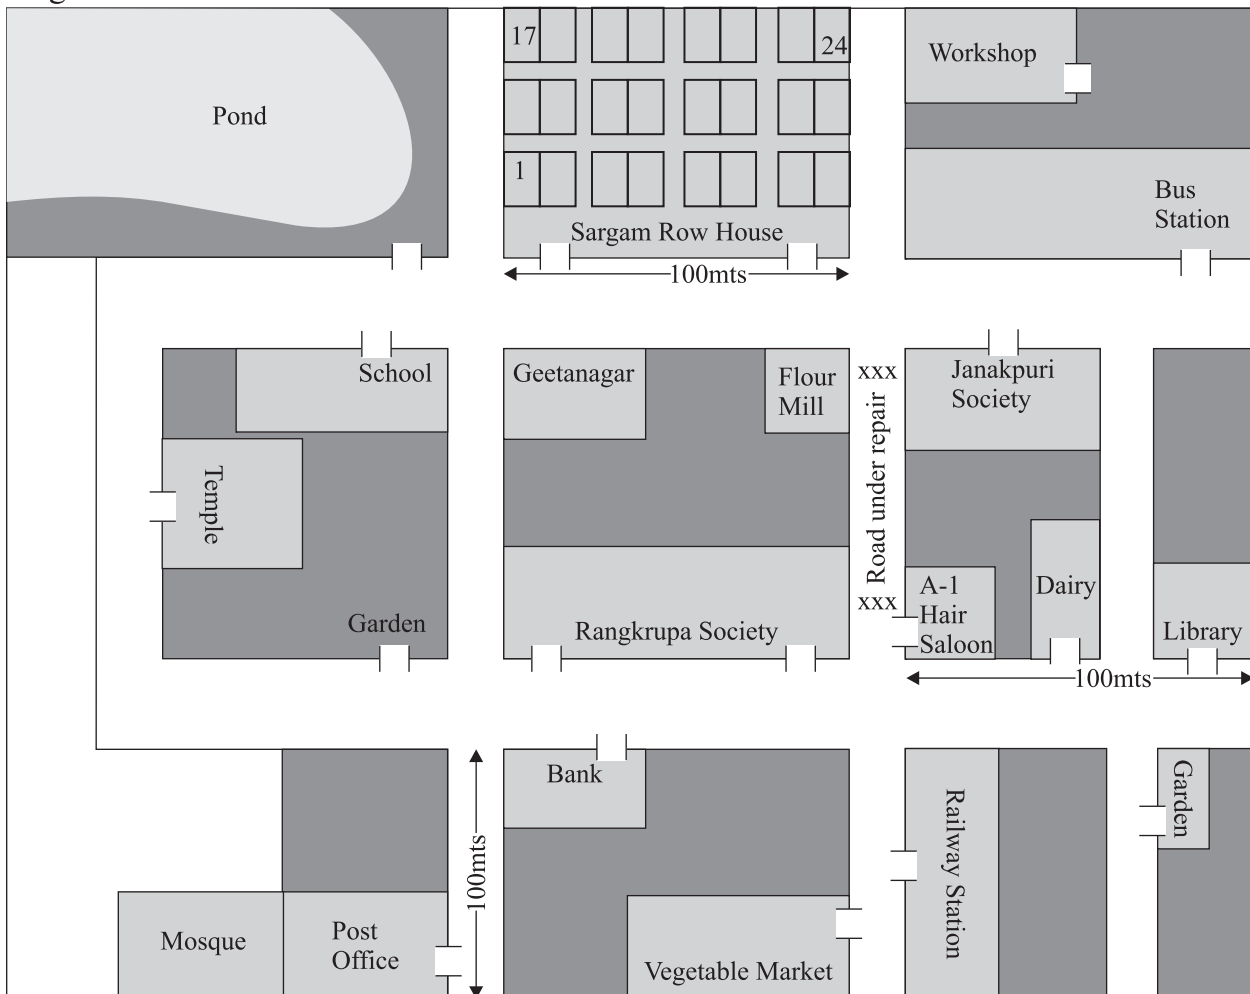 17
24
Workshop
Pond
1
Bus
Station
Sargam Row House
100mts
School
Geetanagar
Flour
Mill
xxx
Janakpuri
Society
Road under repair
Temple
xxx
A-1
Hair
Saloon
Dairy
Garden
Rangkrupa Society
Library
100mts
Bank
Garden
Railway Station
100mts
Mosque
Post
Office
Vegetable Market